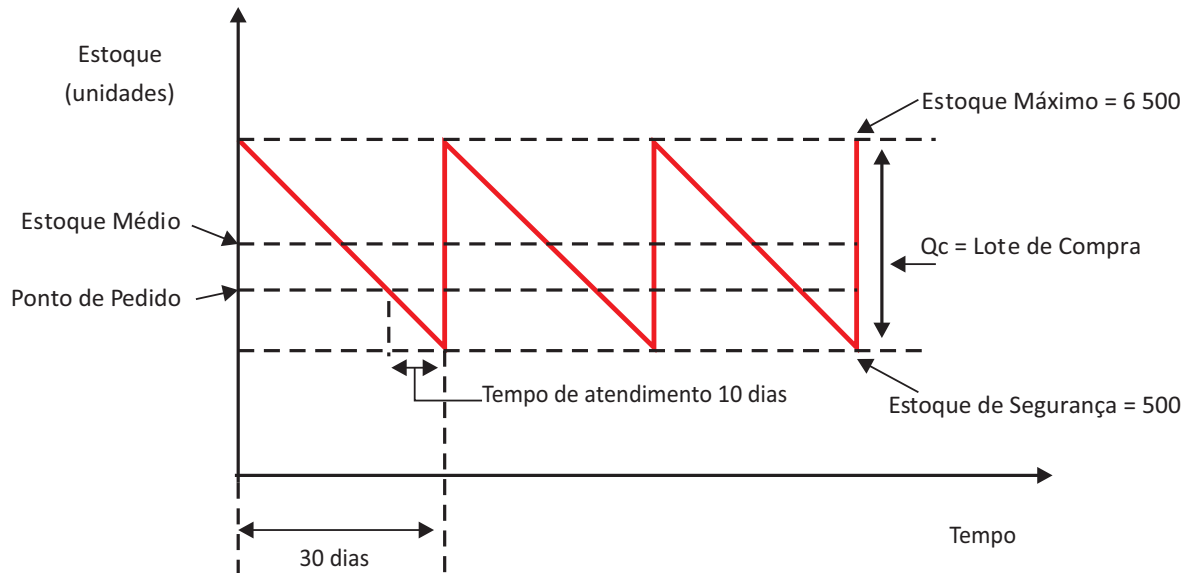 Estoque
(unidades)
Estoque Máximo = 6 500
Estoque Médio
Qc = Lote de Compra
Ponto de Pedido
Tempo de atendimento 10 dias
Estoque de Segurança = 500
Tempo
30 dias